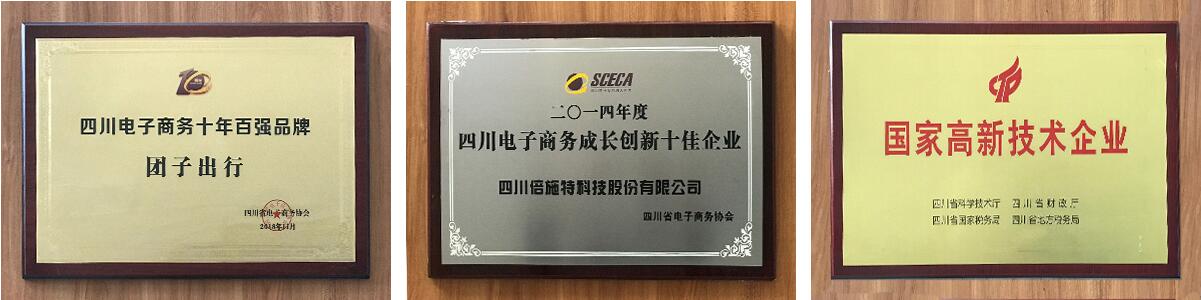 四川电子商务十年百强品牌
团子出行
四川省电子商务协会
2018年11月
SCECA
二〇一四年度
四川电子商务成长创新十佳企业
四川倍施特科技股份有限公司
四川省电子商务协会
国家高新技术企业
四川省科学技术厅 四川省财政厅
四川省国家税务局 四川省地方税务局